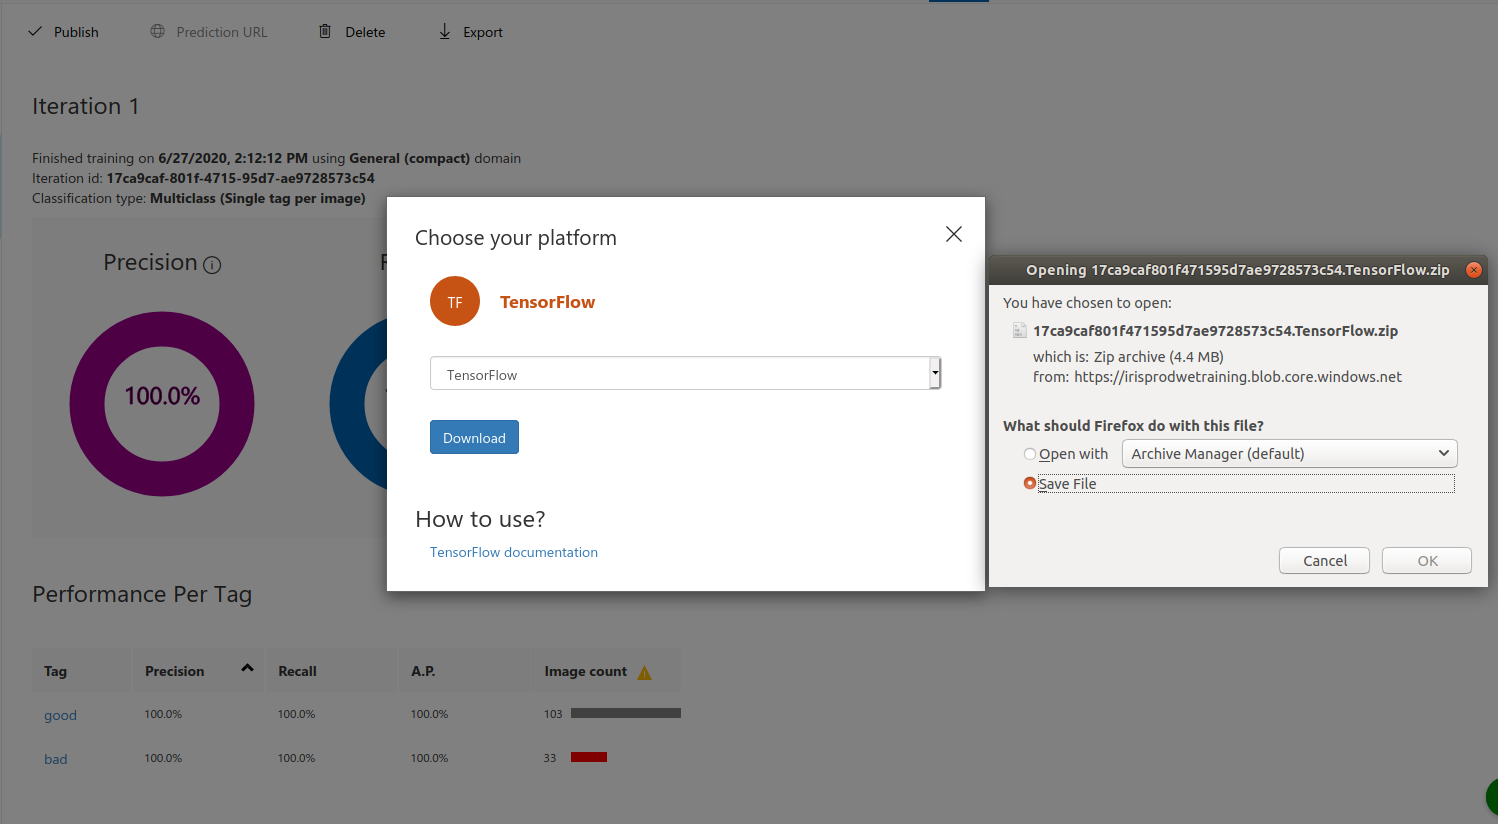 Publish
Prediction URL
Delete
Export
Iteration 1
Finished training on 6/27/2020, 2:12:12 PM using General (compact) domain
Iteration id: 17ca9caf-801f-4715-95d7-ae9728573c54
Classification type: Multiclass (Single tag per image)
Precision
100.0%
Choose your platform
TF
TensorFlow
TensorFlow
Download
How to use?
TensorFlow documentation
Opening 17ca9caf801f471595d7ae9728573c54.TensorFlow.zip
You have chosen to open:
17ca9caf801f471595d7ae9728573c54.TensorFlow.zip
which is: Zip archive (4.4 MB)
from: https://irisprodwetraining.blob.core.windows.net
What should Firefox do with this file?
Open with
Archive Manager (default)
Save File
Cancel
OK
Performance Per Tag
Tag Precision Recall A.P. Image count
good 100.0% 100.0% 100.0% 103
bad 100.0% 100.0% 100.0% 33